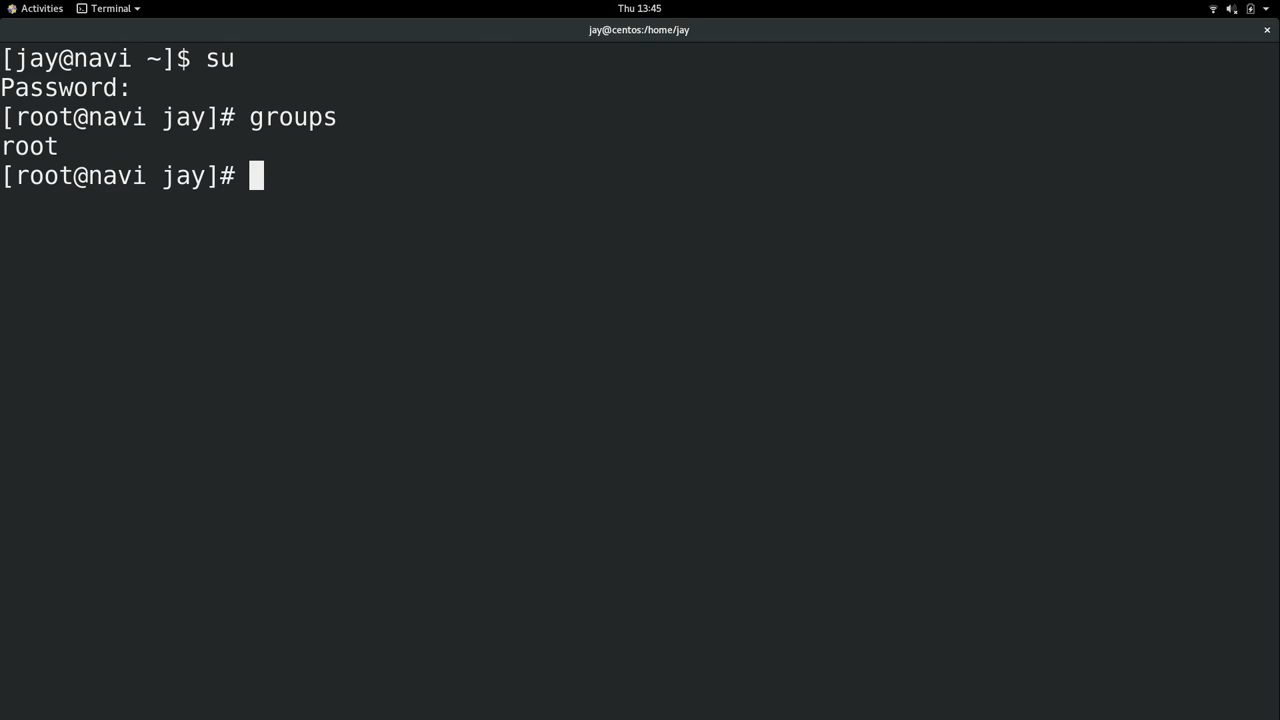 Activities Terminal Thu 13:45
jay@centos:/home/jay ×
[jay@navi ~]$ su
Password:
[root@navi jay]# groups
root
[root@navi jay]#